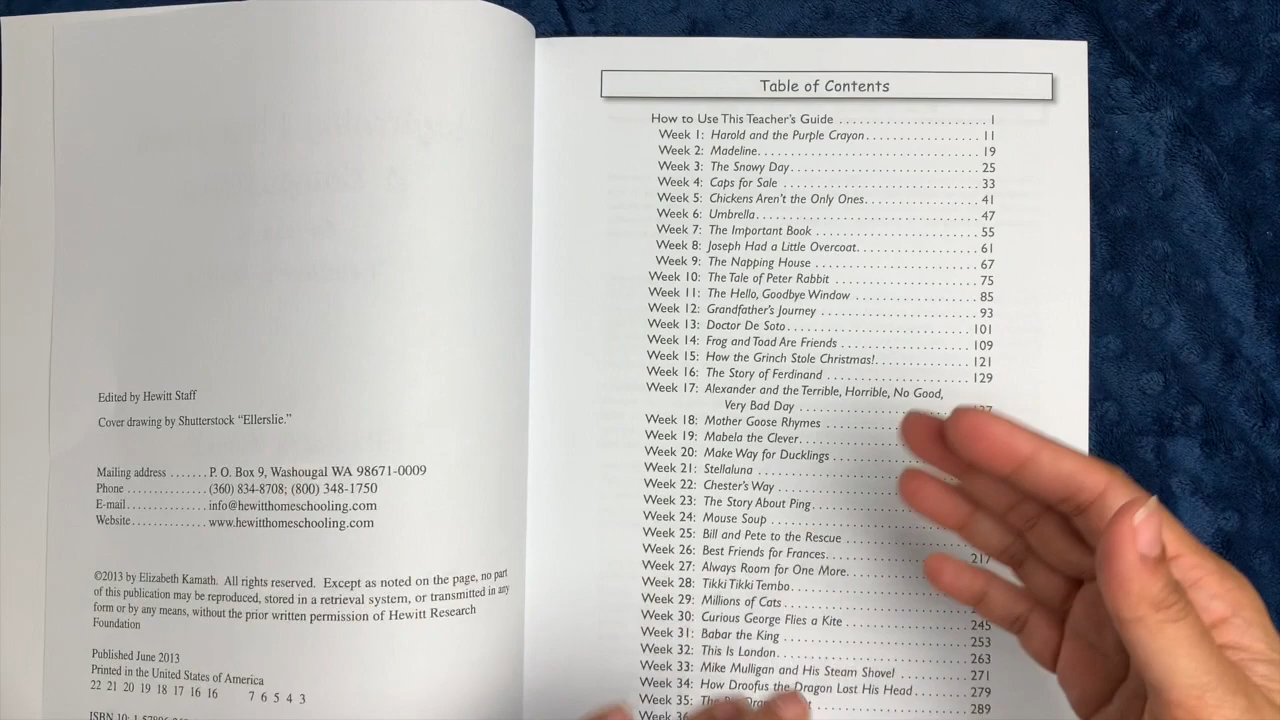 Edited by Hewitt Staff
Cover drawing by Shutterstock “Ellerslie.”
Mailing address ....... P. O. Box 9, Washougal WA 98671-0009
Phone .............. (360) 834-8708; (800) 348-1750
E-mail.............. info@hewitthomeschooling.com
Website............. www.hewitthomeschooling.com
©2013 by Elizabeth Kamath. All rights reserved. Except as noted on the page, no part
of this publication may be reproduced, stored in a retrieval system, or transmitted in any
form or by any means, without the prior written permission of Hewitt Research
Foundation
Published June 2013
Printed in the United States of America
22 21 20 19 18 17 16 16 7 6 5 4 3
ISBN 10:
Table of Contents
How to Use This Teacher's Guide ........................ 1
Week 1: Harold and the Purple Crayon .................... 11
Week 2: Madeline.................................... 19
Week 3: The Snowy Day............................... 25
Week 4: Caps for Sale ................................ 33
Week 5: Chickens Aren't the Only Ones................... 41
Week 6: Umbrella.................................... 47
Week 7: The Important Book ........................... 55
Week 8: Joseph Had a Little Overcoat..................... 61
Week 9: The Napping House ........................... 67
Week 10: The Tale of Peter Rabbit ....................... 75
Week 11: The Hello, Goodbye Window .................... 85
Week 12: Grandfather's Journey ......................... 93
Week 13: Doctor De Soto.............................. 101
Week 14: Frog and Toad Are Friends ..................... 109
Week 15: How the Grinch Stole Christmas!................. 121
Week 16: The Story of Ferdinand ........................ 129
Week 17: Alexander and the Terrible, Horrible, No Good,
Very Bad Day ..................... 137
Week 18: Mother Goose Rhymes ............
Week 19: Mabela the Clever..............
Week 20: Make Way for Ducklings ..........
Week 21: Stellaluna ....................
Week 22: Chester's Way .................
Week 23: The Story About Ping.............
Week 24: Mouse Soup ..................
Week 25: Bill and Pete to the Rescue .........
Week 26: Best Friends for Frances............ 217
Week 27: Always Room for One More..........
Week 28: Tikki Tikki Tembo ...............
Week 29: Millions of Cats .................
Week 30: Curious George Flies a Kite .................... 245
Week 31: Babar the King .............................. 253
Week 32: This Is London............................... 263
Week 33: Mike Mulligan and His Steam Shovel .............. 271
Week 34: How Droofus the Dragon Lost His Head........... 279
Week 35: The ........................ 289
Week 36